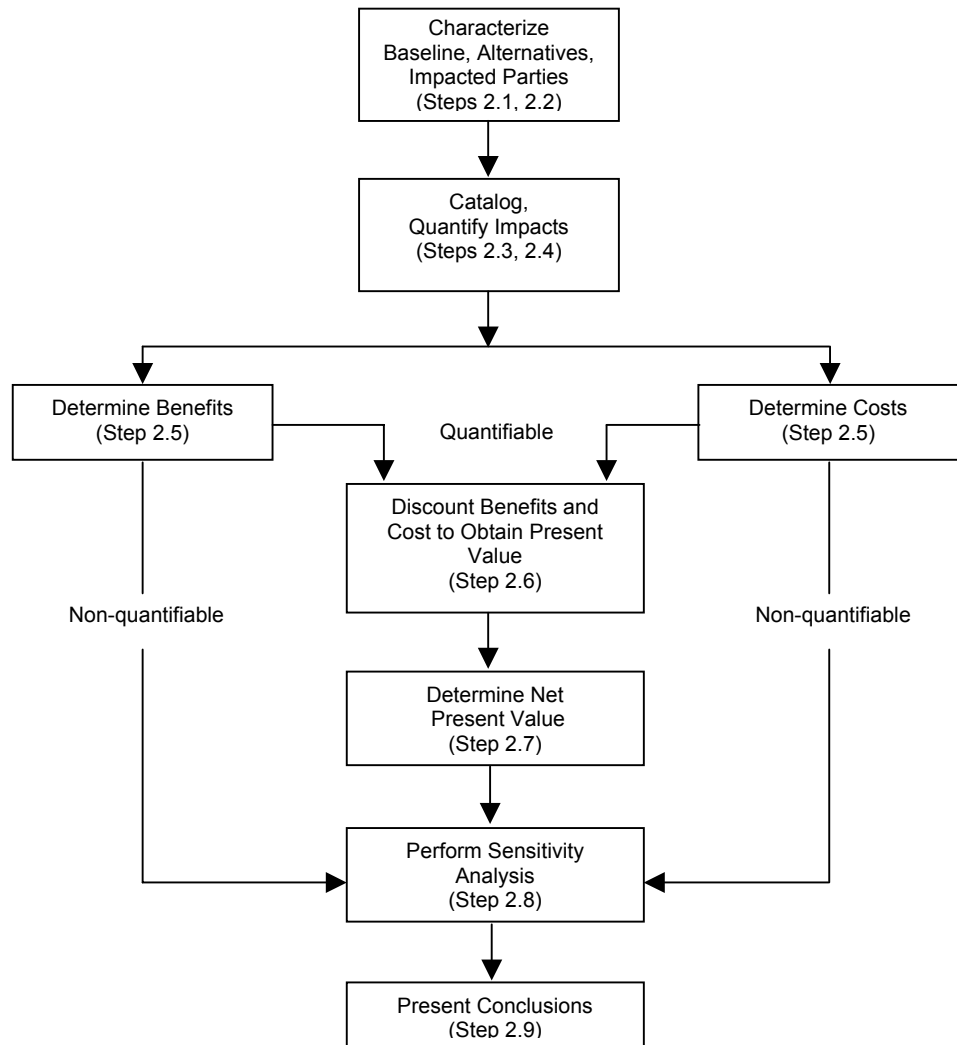 Characterize
Baseline, Alternatives,
Impacted Parties
(Steps 2.1, 2.2)
Catalog,
Quantify Impacts
(Steps 2.3, 2.4)
Determine Benefits
(Step 2.5)
Quantifiable
Determine Costs
(Step 2.5)
Discount Benefits and
Cost to Obtain Present
Value
(Step 2.6)
Non-quantifiable
Non-quantifiable
Determine Net
Present Value
(Step 2.7)
Perform Sensitivity
Analysis
(Step 2.8)
Present Conclusions
(Step 2.9)